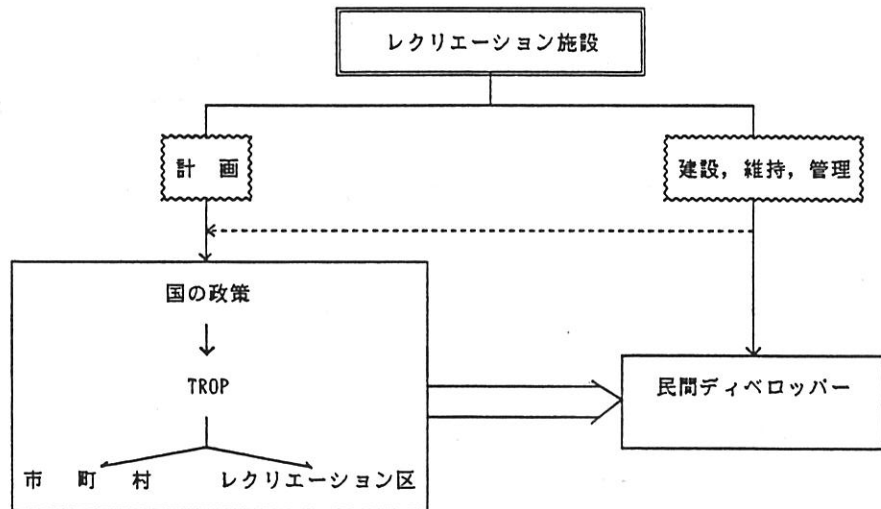 レクリエーション施設
計 画
建設，維持，管理
国の政策
TROP
民間ディベロッパー
市 町 村 レクリエーション区